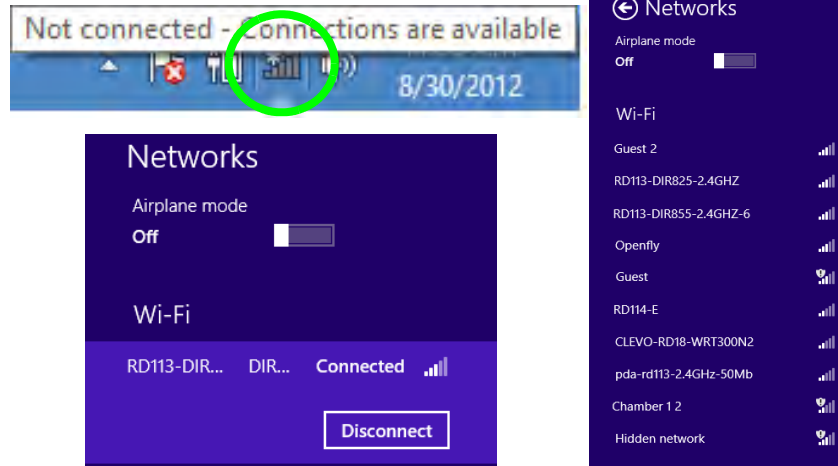 Not connected - Connections are available
8/30/2012
Networks
Airplane mode
Off
Wi-Fi
RD113-DIR... DIR... Connected
Disconnect
Networks
Airplane mode
Off
Wi-Fi
Guest 2
RD113-DIR825-2.4GHZ
RD113-DIR855-2.4GHZ-6
Openfly
Guest
RD114-E
CLEVO-RD18-WRT300N2
pda-rd113-2.4GHz-50Mb
Chamber 1 2
Hidden network